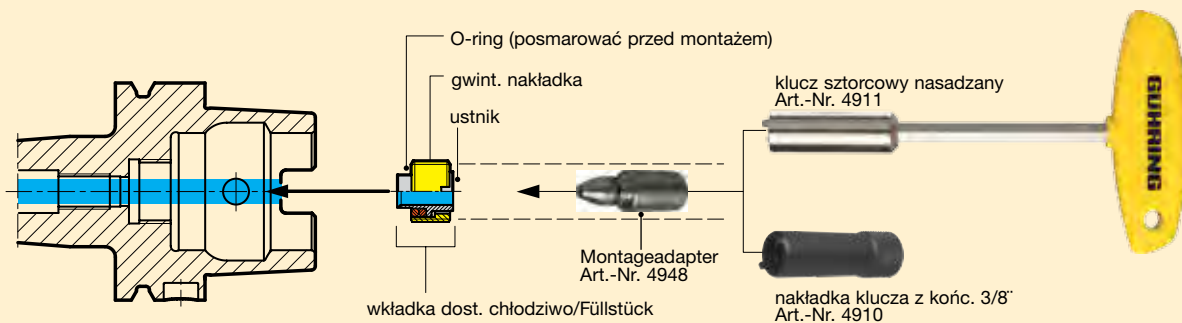 O-ring (posmarować przed montażem)
gwint. nakładka
ustnik
klucz sztorcowy nasadzany
Art.-Nr. 4911
GÜHRING
Montageadapter
Art.-Nr. 4948
wkładka dost. chłodziwo/Füllstück
nakładka klucza z końc. 3/8¨
Art.-Nr. 4910